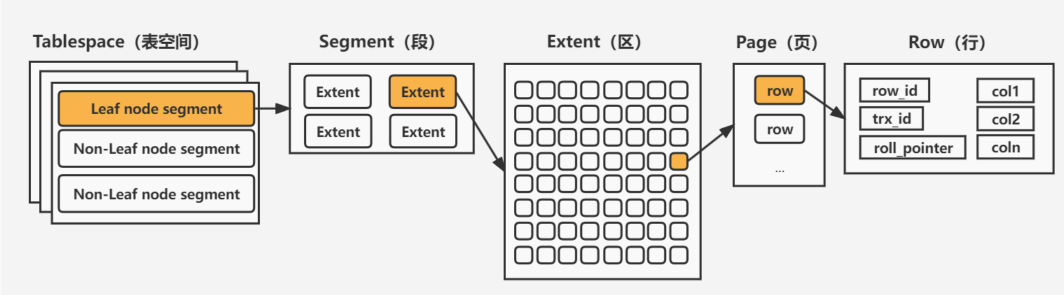 Tablespace（表空间）
Leaf node segment
Non-Leaf node segment
Non-Leaf node segment
Segment（段）
Extent
Extent
Extent
Extent
Extent（区）
Page（页）
row
row
...
Row（行）
row_id
col1
trx_id
col2
roll_pointer
coln